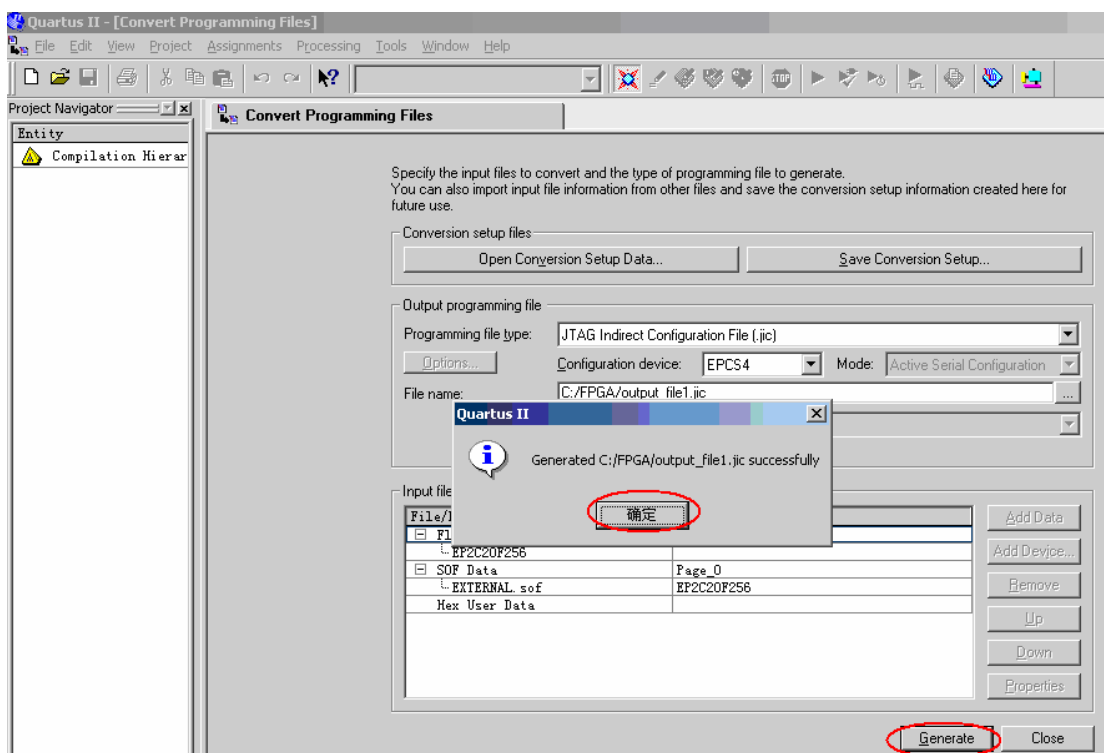 Quartus II - [Convert Programming Files]
File Edit View Project Assignments Processing Tools Window Help
STOP
Project Navigator
Convert Programming Files
Entity
Compilation Hierar
Specify the input files to convert and the type of programming file to generate.
You can also import input file information from other files and save the conversion setup information created here for
future use.
Conversion setup files
Open Conversion Setup Data...
Save Conversion Setup...
Output programming file
Programming file type:
JTAG Indirect Configuration File (.jic)
Options...
Configuration device:
EPCS4
Mode:
Active Serial Configuration
File name:
C:/FPGA/output_file1.jic
...
Quartus II
Generated C:/FPGA/output_file1.jic successfully
确定
Input file
File/
Fl
EP2C20F256
SOF Data Page_0
EXTERNAL.sof EP2C20F256
Hex User Data
Add Data
Add Device...
Remove
Up
Down
Properties
Generate
Close